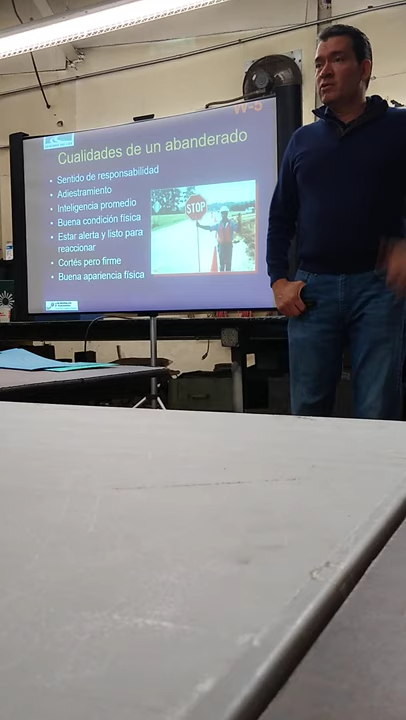 W-5
Cualidades de un abanderado
• Sentido de responsabilidad
• Adiestramiento
• Inteligencia promedio
• Buena condición física
• Estar alerta y listo para
reaccionar
• Cortés pero firme
• Buena apariencia física
STOP